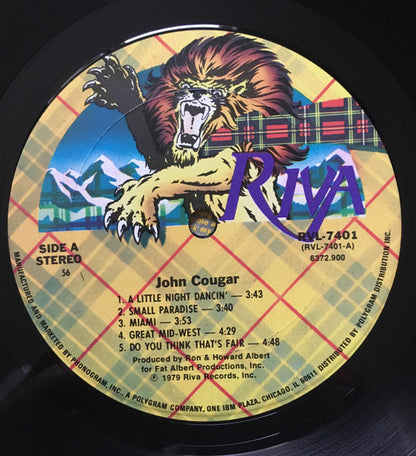 RIVA
SIDE A
STEREO
56
RVL-7401
(RVL-7401-A)
6372.900
John Cougar
1. A LITTLE NIGHT DANCIN' — 3:43
2. SMALL PARADISE — 3:40
3. MIAMI — 3:53
4. GREAT MID-WEST — 4:29
5. DO YOU THINK THAT'S FAIR — 4:48
Produced by Ron & Howard Albert
for Fat Albert Productions, Inc.
℗ 1979 Riva Records, Inc.
MANUFACTURED AND MARKETED BY PHONOGRAM, INC., A POLYGRAM COMPANY, ONE IBM PLAZA, CHICAGO, IL 60611 DISTRIBUTED BY POLYGRAM DISTRIBUTION INC.